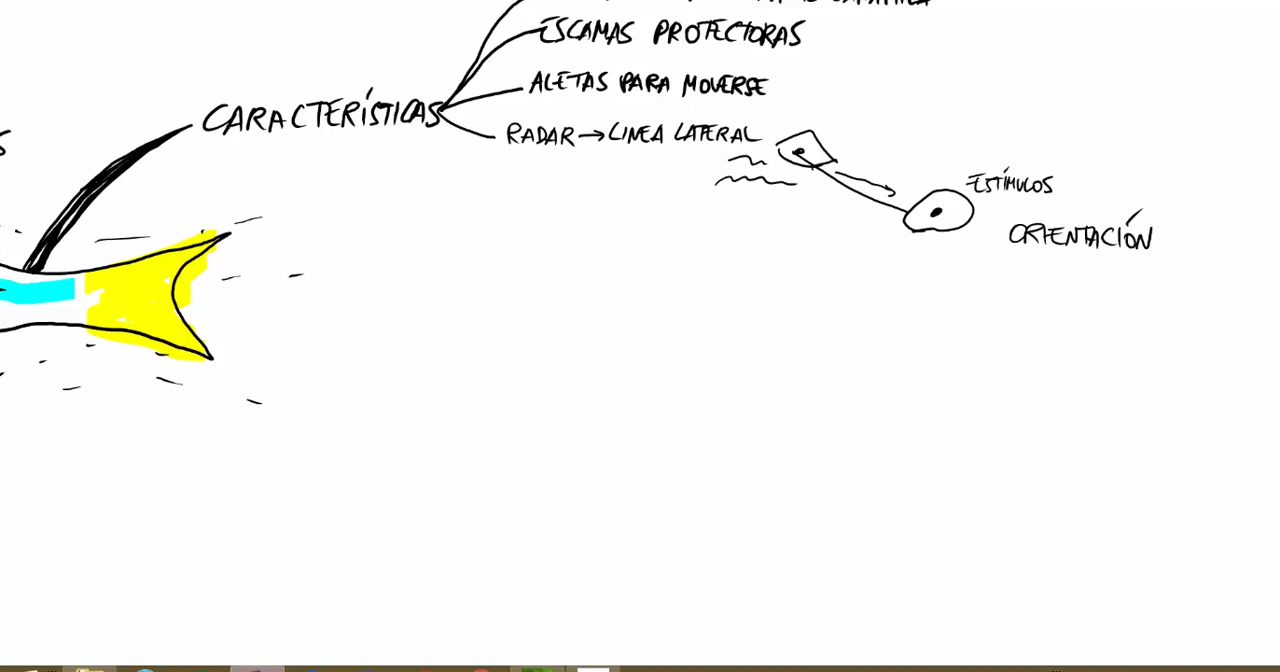 ESCAMAS PROTECTORAS
ALETAS PARA MOVERSE
CARACTERÍSTICAS
RADAR → LINEA LATERAL
ESTÍMULOS
ORIENTACIÓN